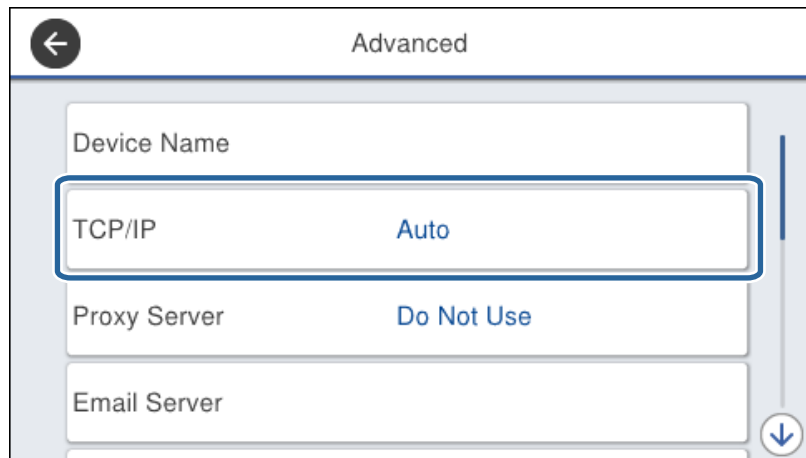 Advanced
Device Name
TCP/IP Auto
Proxy Server Do Not Use
Email Server